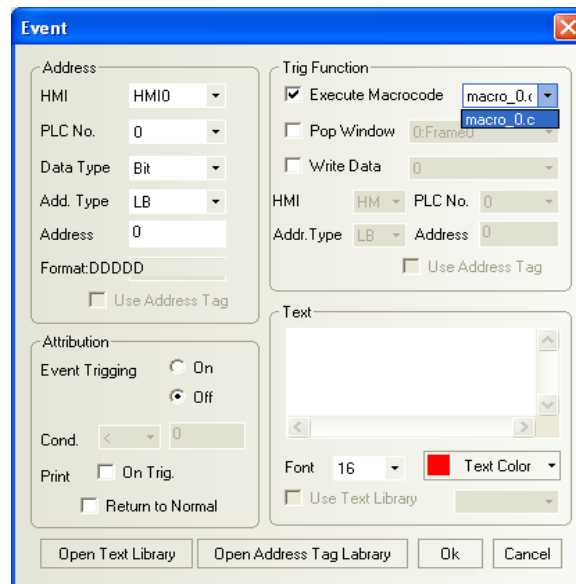 Event
Address
HMI HMI0
PLC No. 0
Data Type Bit
Add. Type LB
Address 0
Format:DDDDD
Use Address Tag
Trig Function
Execute Macrocode macro_0.c
macro_0.c
Pop Window 0:Frame0
Write Data 0
HMI HM PLC No. 0
Addr.Type LB Address 0
Use Address Tag
Attribution
Event Trigging On
Off
Cond. < 0
Print On Trig.
Return to Normal
Text
Font 16 Text Color
Use Text Library
Open Text Library Open Address Tag Labrary Ok Cancel